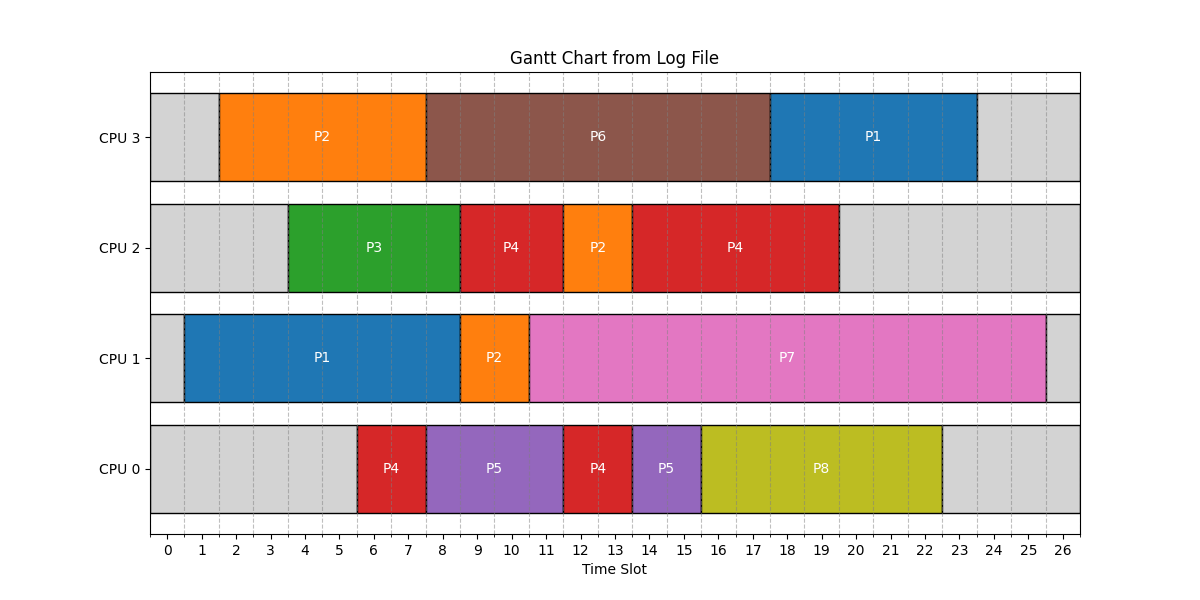 Gantt Chart from Log File
CPU 3
P2 P6 P1
CPU 2
P3 P4 P2 P4
CPU 1
P1 P2 P7
CPU 0
P4 P5 P4 P5 P8
0 1 2 3 4 5 6 7 8 9 10 11 12 13 14 15 16 17 18 19 20 21 22 23 24 25 26
Time Slot